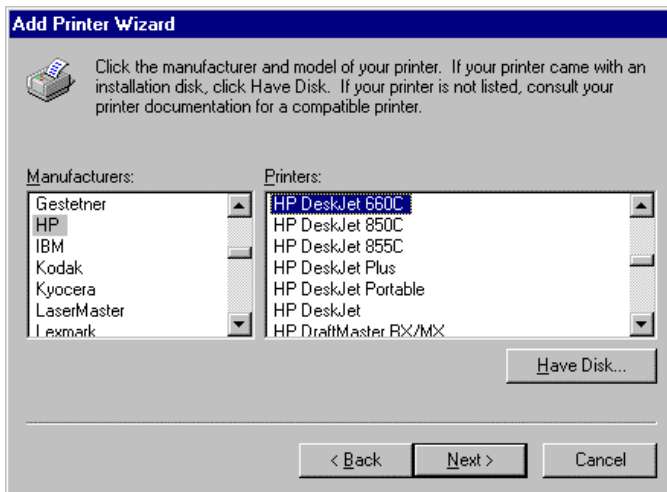 Add Printer Wizard
Click the manufacturer and model of your printer. If your printer came with an
installation disk, click Have Disk. If your printer is not listed, consult your
printer documentation for a compatible printer.
Manufacturers:
Printers:
Gestetner
HP
IBM
Kodak
Kyocera
LaserMaster
Lexmark
HP DeskJet 660C
HP DeskJet 850C
HP DeskJet 855C
HP DeskJet Plus
HP DeskJet Portable
HP DeskJet
HP DraftMaster RX/MX
Have Disk...
< Back
Next >
Cancel